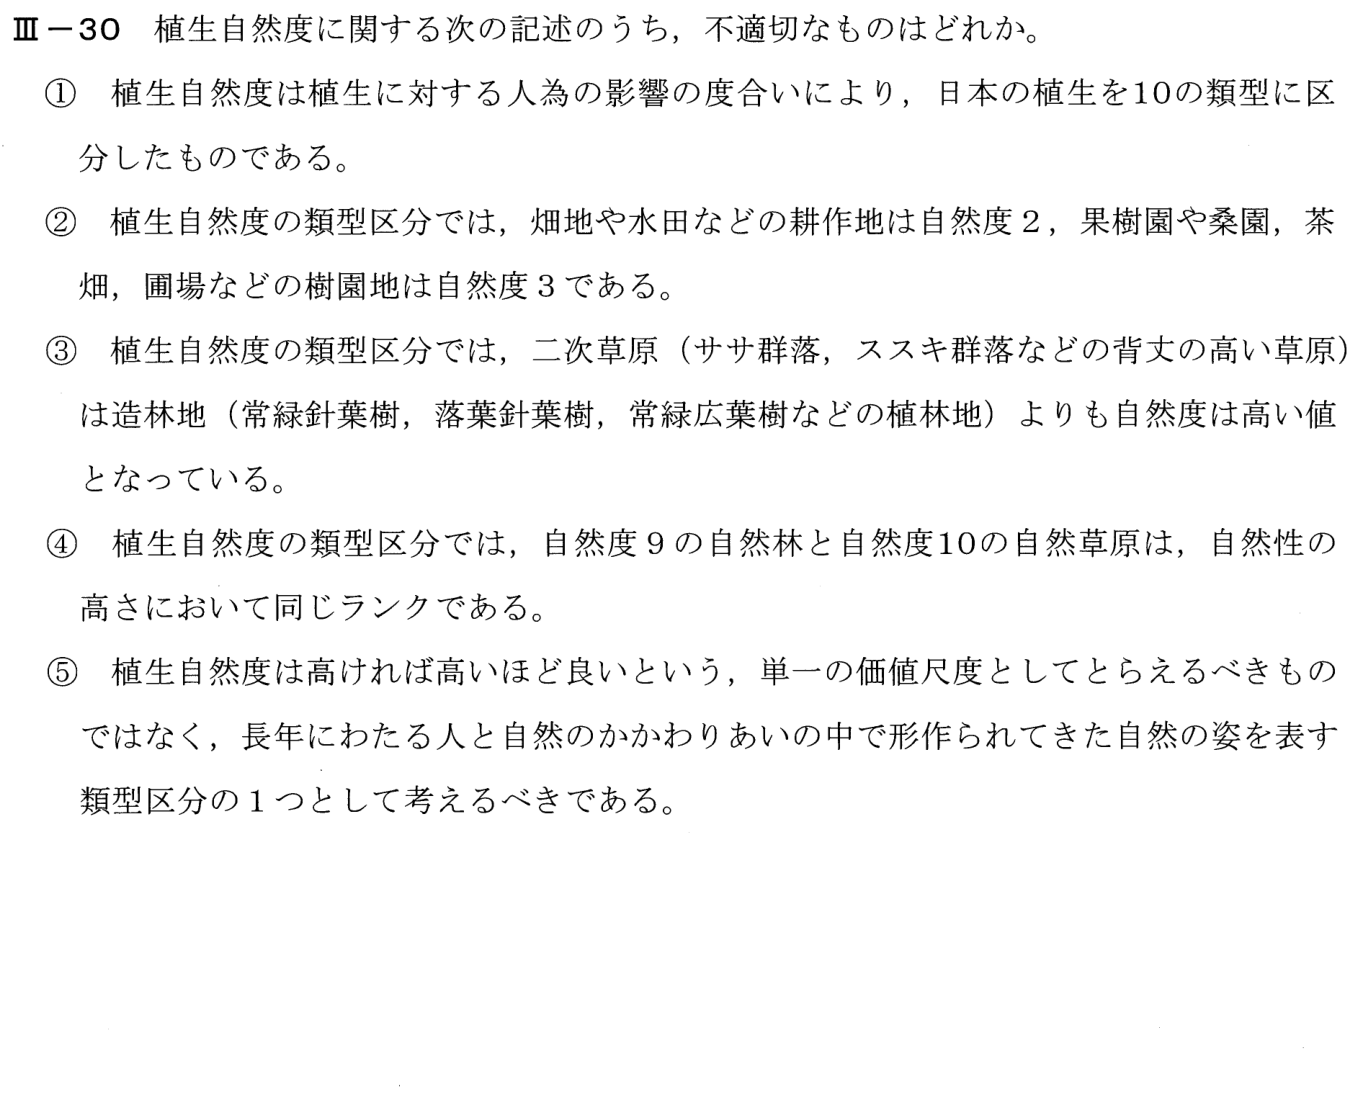 Ⅲ－30　植生自然度に関する次の記述のうち，不適切なものはどれか。
①　植生自然度は植生に対する人為の影響の度合いにより，日本の植生を10の類型に区
分したものである。
②　植生自然度の類型区分では，畑地や水田などの耕作地は自然度２，果樹園や桑園，茶
畑，圃場などの樹園地は自然度３である。
③　植生自然度の類型区分では，二次草原（ササ群落，ススキ群落などの背丈の高い草原）
は造林地（常緑針葉樹，落葉針葉樹，常緑広葉樹などの植林地）よりも自然度は高い値
となっている。
④　植生自然度の類型区分では，自然度９の自然林と自然度10の自然草原は，自然性の
高さにおいて同じランクである。
⑤　植生自然度は高ければ高いほど良いという，単一の価値尺度としてとらえるべきもの
ではなく，長年にわたる人と自然のかかわりあいの中で形作られてきた自然の姿を表す
類型区分の１つとして考えるべきである。